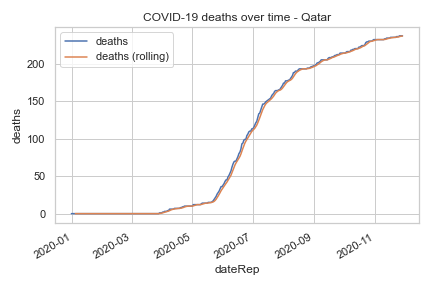 COVID-19 deaths over time - Qatar
deaths
deaths (rolling)
deaths
200
150
100
50
0
2020-01
2020-03
2020-05
2020-07
2020-09
2020-11
dateRep